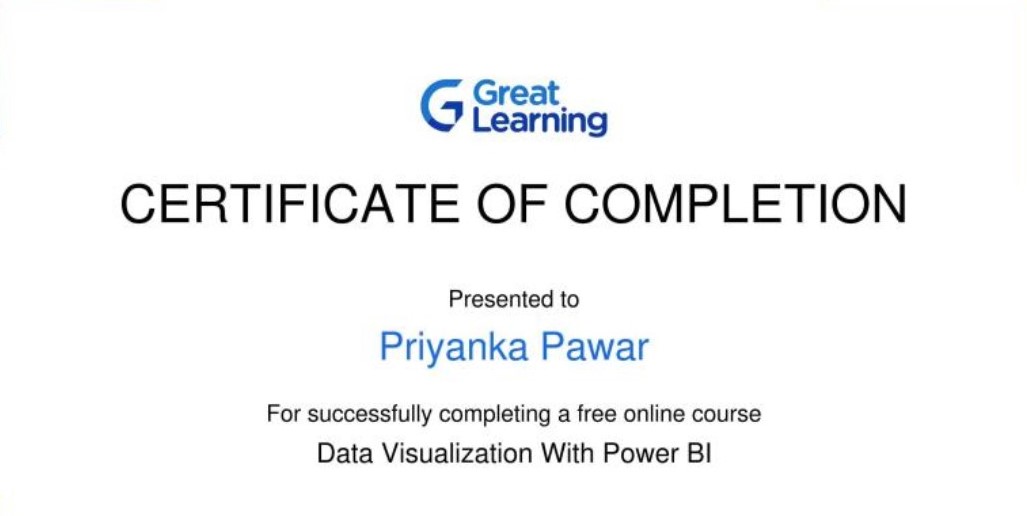 Great
Learning
CERTIFICATE OF COMPLETION
Presented to
Priyanka Pawar
For successfully completing a free online course
Data Visualization With Power BI